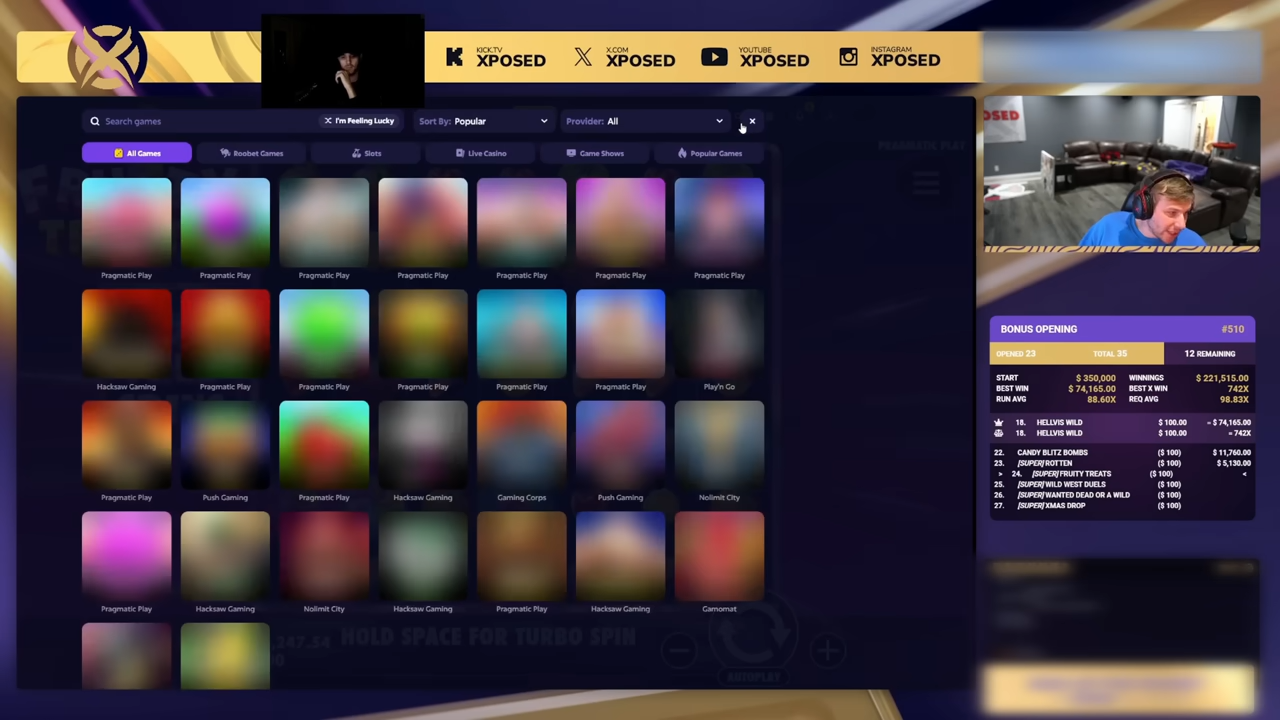 KICK.TV
XPOSED
X.COM
XPOSED
YOUTUBE
XPOSED
INSTAGRAM
XPOSED
Search games
I'm Feeling Lucky
Sort By: Popular
Provider: All
All Games
Roobet Games
Slots
Live Casino
Game Shows
Popular Games
PRAGMATIC PLAY
Pragmatic Play Pragmatic Play Pragmatic Play Pragmatic Play Pragmatic Play Pragmatic Play Pragmatic Play
Hacksaw Gaming Pragmatic Play Pragmatic Play Pragmatic Play Pragmatic Play Pragmatic Play Play'n Go
Pragmatic Play Push Gaming Pragmatic Play Hacksaw Gaming Gaming Corps Push Gaming Nolimit City
Pragmatic Play Hacksaw Gaming Nolimit City Hacksaw Gaming Pragmatic Play Hacksaw Gaming Gamomat
HOLD SPACE FOR TURBO SPIN
AUTOPLAY
OSED
BONUS OPENING #510
OPENED 23 TOTAL 35 12 REMAINING
START $ 350,000 WINNINGS $ 221,515.00
BEST WIN $ 74,165.00 BEST X WIN 742X
RUN AVG 88.60X REQ AVG 98.83X
18. HELLVIS WILD $ 100.00 = $ 74,165.00
18. HELLVIS WILD $ 100.00 = 742X
22. CANDY BLITZ BOMBS ($ 100) $ 11,760.00
23. [SUPER] ROTTEN ($ 100) $ 5,130.00
> 24. [SUPER] FRUITY TREATS ($ 100) <
25. [SUPER] WILD WEST DUELS ($ 100)
26. [SUPER] WANTED DEAD OR A WILD ($ 100)
27. [SUPER] XMAS DROP ($ 100)